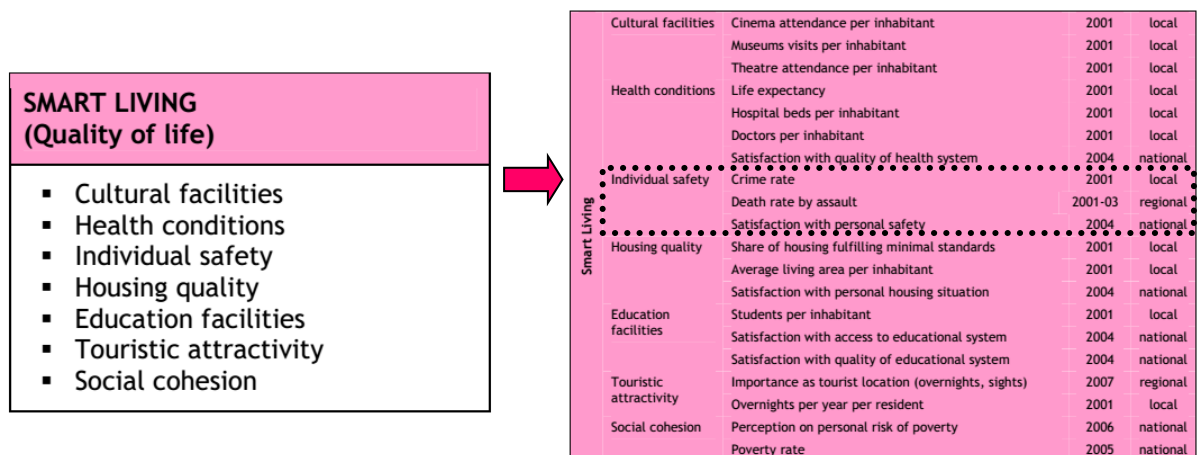 SMART LIVING
(Quality of life)
▪ Cultural facilities
▪ Health conditions
▪ Individual safety
▪ Housing quality
▪ Education facilities
▪ Touristic attractivity
▪ Social cohesion
Smart Living
Cultural facilities Cinema attendance per inhabitant 2001 local
Museums visits per inhabitant 2001 local
Theatre attendance per inhabitant 2001 local
Health conditions Life expectancy 2001 local
Hospital beds per inhabitant 2001 local
Doctors per inhabitant 2001 local
Satisfaction with quality of health system 2004 national
Individual safety Crime rate 2001 local
Death rate by assault 2001-03 regional
Satisfaction with personal safety 2004 national
Housing quality Share of housing fulfilling minimal standards 2001 local
Average living area per inhabitant 2001 local
Satisfaction with personal housing situation 2004 national
Education facilities Students per inhabitant 2001 local
Satisfaction with access to educational system 2004 national
Satisfaction with quality of educational system 2004 national
Touristic attractivity Importance as tourist location (overnights, sights) 2007 regional
Overnights per year per resident 2001 local
Social cohesion Perception on personal risk of poverty 2006 national
Poverty rate 2005 national